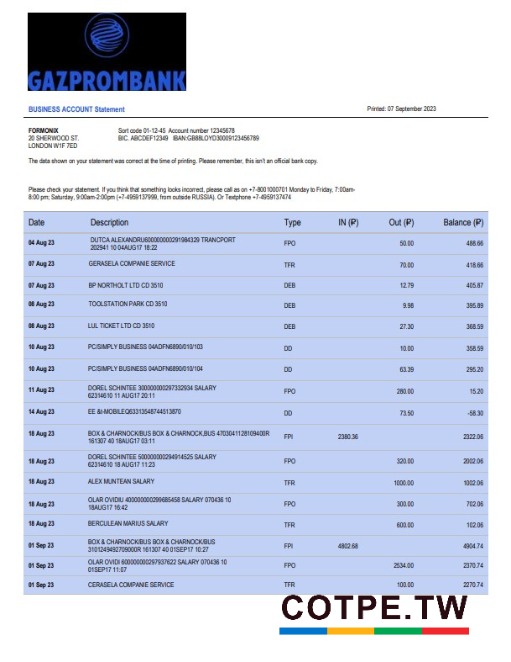 GAZPROMBANK
BUSINESS ACCOUNT Statement Printed: 07 September 2023
FORMONIX Sort code 01-12-45 Account number 12345678
20 SHERWOOD ST. BIC. ABCDEF12349 IBAN:GB88LOYD30009123456789
LONDON W1F 7ED
The data shown on your statement was correct at the time of printing. Please remember, this isn't an official bank copy.
Please check your statement. If you think that something looks incorrect, please call as on +7-8001000701 Monday to Friday, 7:00am-
8:00 pm; Saturday, 9:00am-2:00pm (+7-4959137999, from outside RUSSIA). Or Textphone +7-4959137474
Date Description Type IN (₽) Out (₽) Balance (₽)
04 Aug 23 DUTCA ALEXANDRU600000000291984329 TRANCPORT FPO 50.00 488.66
202941 10 04AUG17 16:22
07 Aug 23 GERASELA COMPANIE SERVICE TFR 70.00 418.66
07 Aug 23 BP NORTHOLT LTD CD 3510 DEB 12.79 405.87
08 Aug 23 TOOLSTATION PARK CD 3510 DEB 9.98 395.89
08 Aug 23 LUL TICKET LTD CD 3510 DEB 27.30 368.59
10 Aug 23 PC/SIMPLY BUSINESS 04ADFN6890/010/103 DD 10.00 358.59
10 Aug 23 PC/SIMPLY BUSINESS 04ADFN6890/010/104 DD 63.39 295.20
11 Aug 23 DOREL SCHINTEE 300000000297332934 SALARY FPO 280.00 15.20
62314610 11 AUG17 20:11
14 Aug 23 EE &I-MOBILEQ63313548744513870 DD 73.50 -58.30
18 Aug 23 BOX & CHARNOCK/BUS BOX & CHARNOCK,BUS 4703041128109400R FPI 2380.36 2322.06
161307 40 18AUG17 03:11
18 Aug 23 DOREL SCHINTEE 500000000294914525 SALARY FPO 320.00 2002.06
62314610 18 AUG17 11:23
18 Aug 23 ALEX MUNTEAN SALARY TFR 1000.00 1002.06
18 Aug 23 OLAR OVIDIU 400000000299685458 SALARY 070436 10 FPO 300.00 702.06
18AUG17 16:42
18 Aug 23 BERCULEAN MARIUS SALARY TFR 600.00 102.06
01 Sep 23 BOX & CHARNOCK/BUS BOX & CHARNOCK/BUS FPI 4802.68 4904.74
3101249492709000R 161307 40 01SEP17 10:27
01 Sep 23 OLAR OVIDI 600000000297937622 SALARY 070436 10 FPO 2534.00 2370.74
01SEP17 11:07
01 Sep 23 CERASELA COMPANIE SERVICE TFR 100.00 2270.74
COTPE.TW